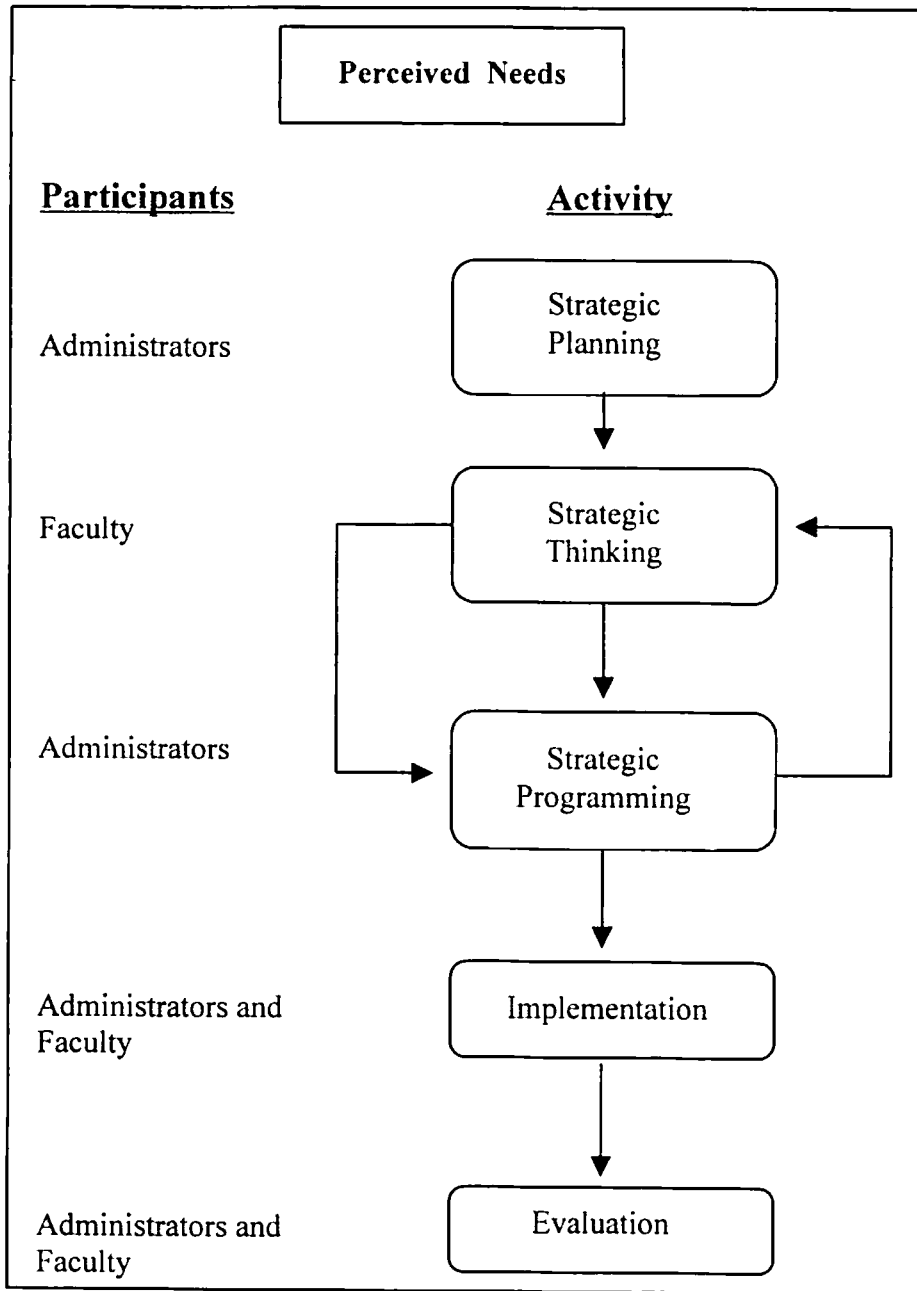 Perceived Needs
Participants
Activity
Administrators
Strategic
Planning
Faculty
Strategic
Thinking
Administrators
Strategic
Programming
Administrators and
Faculty
Implementation
Administrators and
Faculty
Evaluation